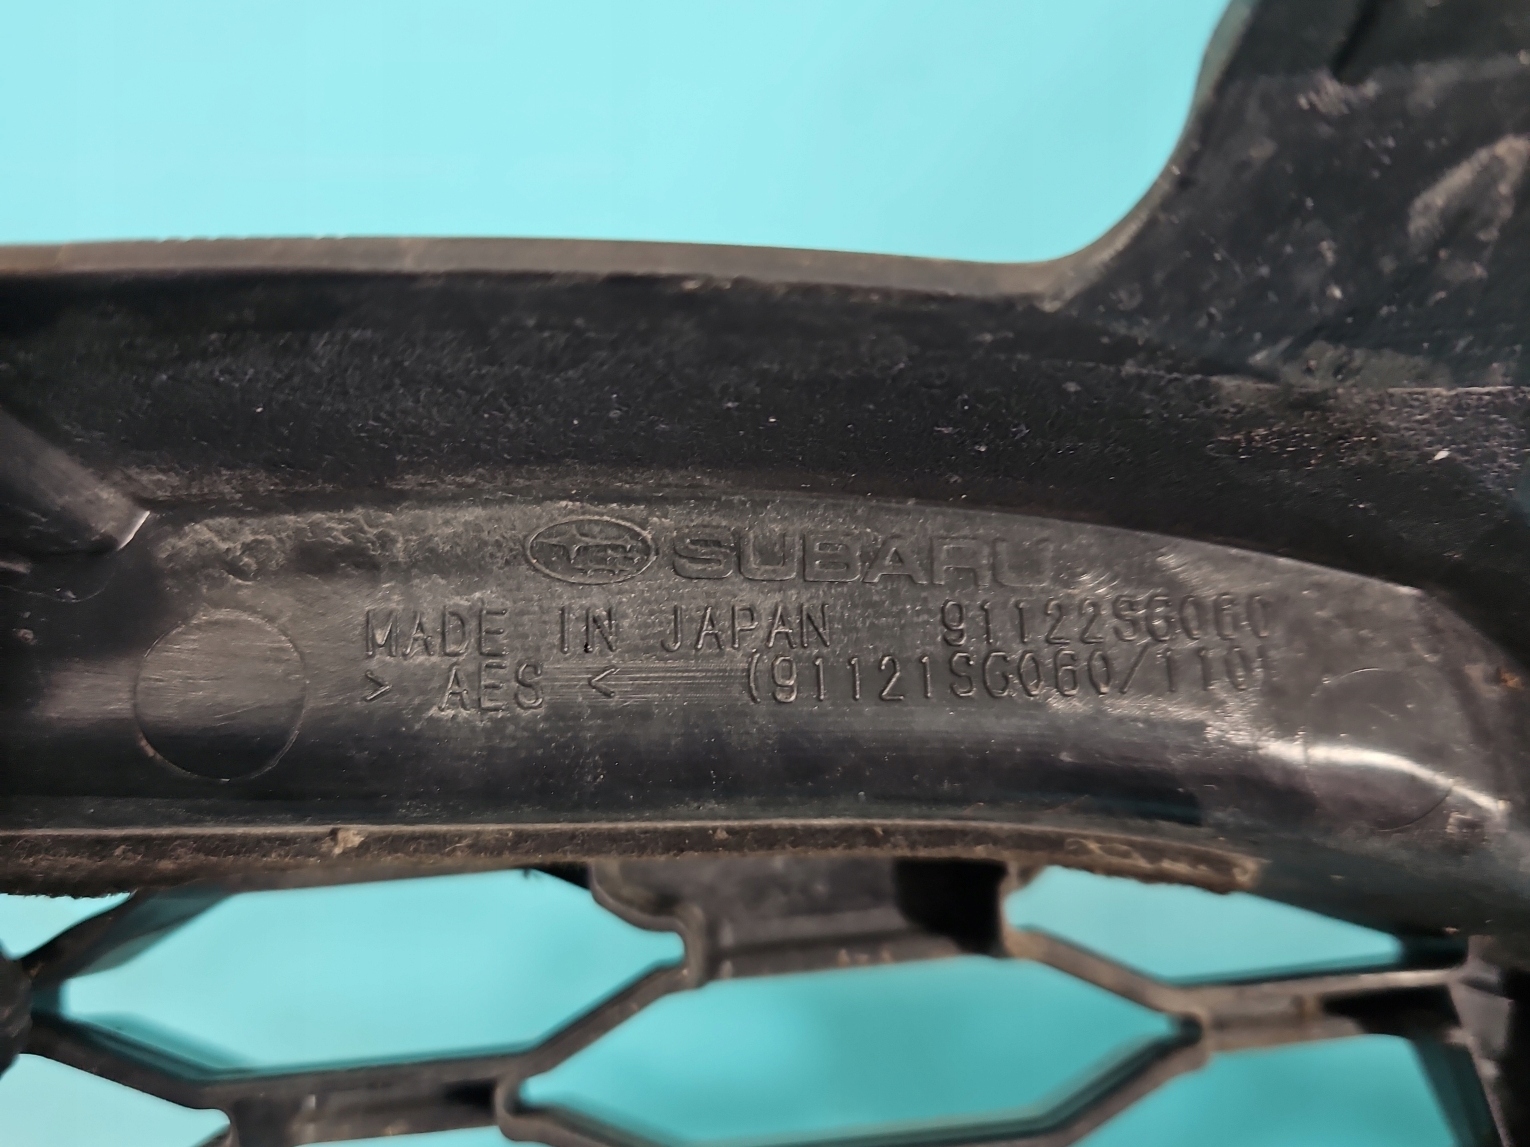 SUBARU
MADE IN JAPAN 91122SG060
> AES < (91121SG060/110)